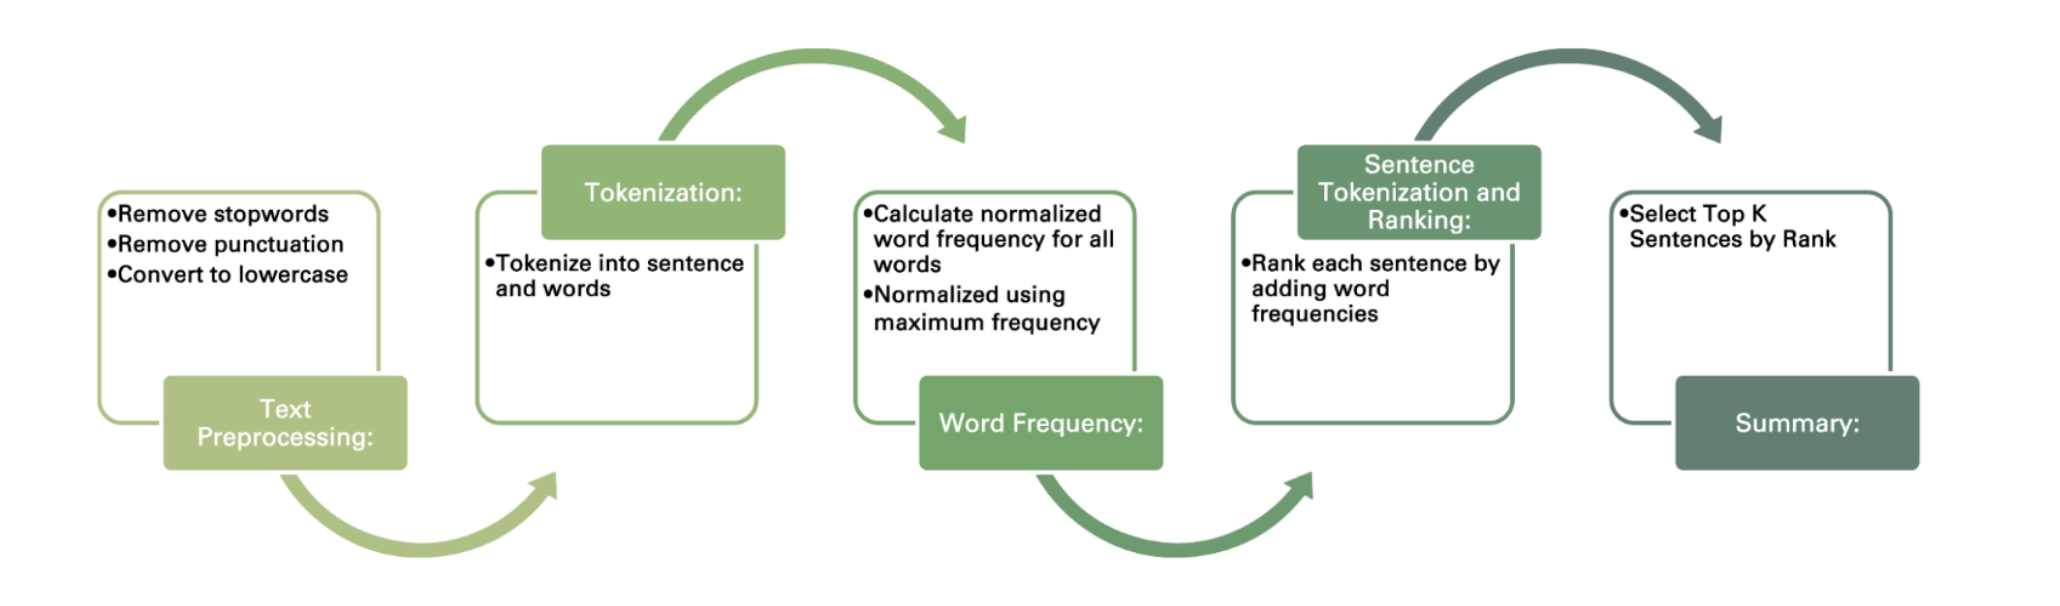 •Remove stopwords
•Remove punctuation
•Convert to lowercase
Text
Preprocessing:
Tokenization:
•Tokenize into sentence
and words
•Calculate normalized
word frequency for all
words
•Normalized using
maximum frequency
Word Frequency:
Sentence
Tokenization and
Ranking:
•Rank each sentence by
adding word
frequencies
•Select Top K
Sentences by Rank
Summary: